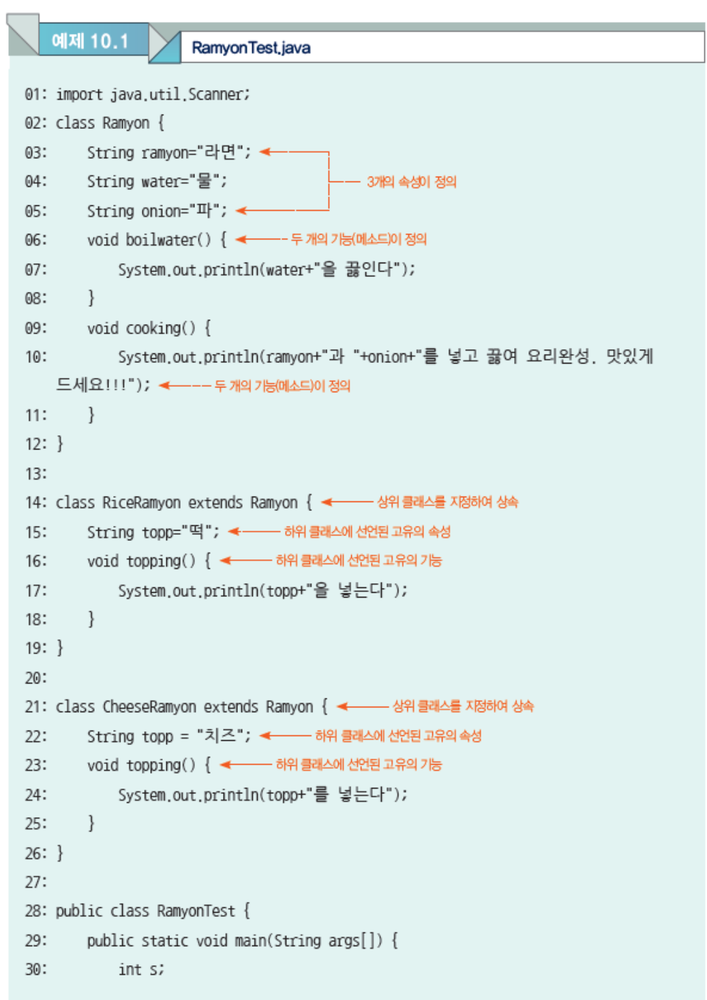 예제 10.1
RamyonTest.java
01: import java.util.Scanner;
02: class Ramyon {
03: String ramyon="라면";
04: String water="물"; 3개의 속성이 정의
05: String onion="파";
06: void boilwater() { 두 개의 기능(메소드)이 정의
07: System.out.println(water+"을 끓인다");
08: }
09: void cooking() {
10: System.out.println(ramyon+"과 "+onion+"를 넣고 끓여 요리완성. 맛있게
드세요!!!"); 두 개의 기능(메소드)이 정의
11: }
12: }
13:
14: class RiceRamyon extends Ramyon { 상위 클래스를 지정하여 상속
15: String topp="떡"; 하위 클래스에 선언된 고유의 속성
16: void topping() { 하위 클래스에 선언된 고유의 기능
17: System.out.println(topp+"을 넣는다");
18: }
19: }
20:
21: class CheeseRamyon extends Ramyon { 상위 클래스를 지정하여 상속
22: String topp = "치즈"; 하위 클래스에 선언된 고유의 속성
23: void topping() { 하위 클래스에 선언된 고유의 기능
24: System.out.println(topp+"를 넣는다");
25: }
26: }
27:
28: public class RamyonTest {
29: public static void main(String args[]) {
30: int s;